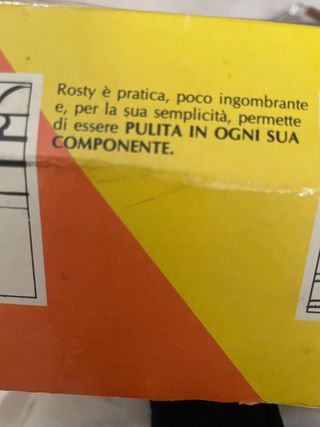 Rosty è pratica, poco ingombrante
e, per la sua semplicità, permette
di essere PULITA IN OGNI SUA
COMPONENTE.